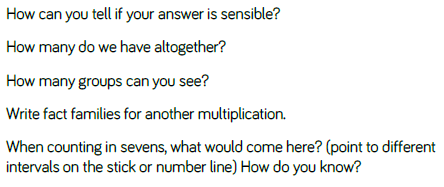 How can you tell if your answer is sensible?
How many do we have altogether?
How many groups can you see?
Write fact families for another multiplication.
When counting in sevens, what would come here? (point to different
intervals on the stick or number line) How do you know?